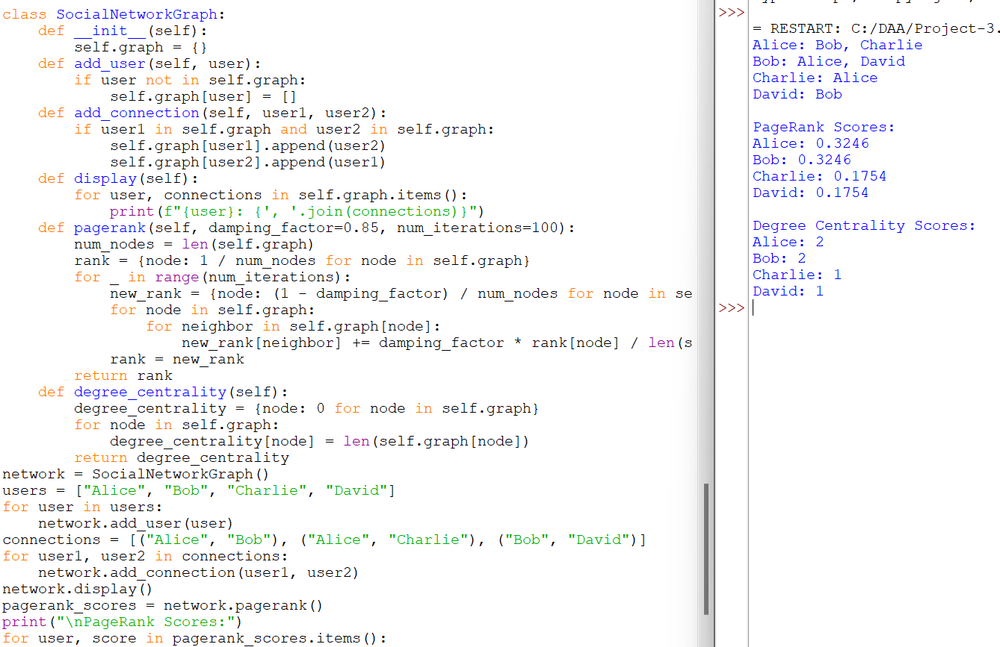 class SocialNetworkGraph:
    def __init__(self):
        self.graph = {}
    def add_user(self, user):
        if user not in self.graph:
            self.graph[user] = []
    def add_connection(self, user1, user2):
        if user1 in self.graph and user2 in self.graph:
            self.graph[user1].append(user2)
            self.graph[user2].append(user1)
    def display(self):
        for user, connections in self.graph.items():
            print(f"{user}: {', '.join(connections)}")
    def pagerank(self, damping_factor=0.85, num_iterations=100):
        num_nodes = len(self.graph)
        rank = {node: 1 / num_nodes for node in self.graph}
        for _ in range(num_iterations):
            new_rank = {node: (1 - damping_factor) / num_nodes for node in se
            for node in self.graph:
                for neighbor in self.graph[node]:
                    new_rank[neighbor] += damping_factor * rank[node] / len(s
            rank = new_rank
        return rank
    def degree_centrality(self):
        degree_centrality = {node: 0 for node in self.graph}
        for node in self.graph:
            degree_centrality[node] = len(self.graph[node])
        return degree_centrality
network = SocialNetworkGraph()
users = ["Alice", "Bob", "Charlie", "David"]
for user in users:
    network.add_user(user)
connections = [("Alice", "Bob"), ("Alice", "Charlie"), ("Bob", "David")]
for user1, user2 in connections:
    network.add_connection(user1, user2)
network.display()
pagerank_scores = network.pagerank()
print("\nPageRank Scores:")
for user, score in pagerank_scores.items():
>>>
= RESTART: C:/DAA/Project-3.
Alice: Bob, Charlie
Bob: Alice, David
Charlie: Alice
David: Bob

PageRank Scores:
Alice: 0.3246
Bob: 0.3246
Charlie: 0.1754
David: 0.1754

Degree Centrality Scores:
Alice: 2
Bob: 2
Charlie: 1
David: 1
>>>